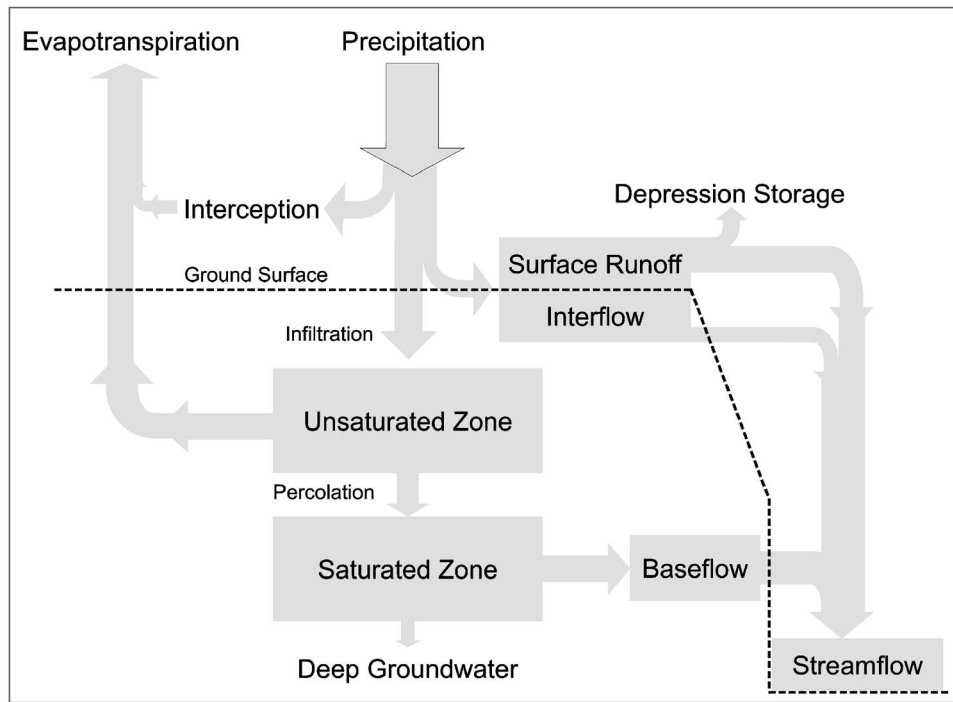 Evapotranspiration
Precipitation
Depression Storage
Interception
Ground Surface
Surface Runoff
Interflow
Infiltration
Unsaturated Zone
Percolation
Saturated Zone
Baseflow
Deep Groundwater
Streamflow